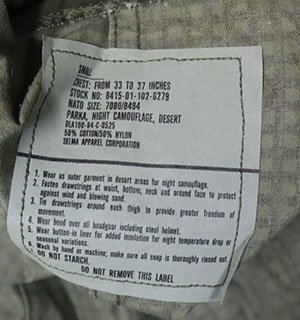 SMALL
CHEST: FROM 33 TO 37 INCHES
STOCK NO: 8415-01-102-6279
NATO SIZE: 7080/8494
PARKA, NIGHT CAMOUFLAGE, DESERT
DLA100-84-C-0525
50% COTTON/50% NYLON
SELMA APPAREL CORPORATION
1. Wear as outer garment in desert areas for night camouflage.
2. Fasten drawstrings at waist, bottom, neck and around face to protect
against wind and blowing sand.
3. Tie drawstrings around each thigh to provide greater freedom of
movement.
4. Wear hood over all headgear including steel helmet.
5. Wear button-in liner for added insulation for night temperature drop or
seasonal variations.
6. Wash by hand or machine; make sure all soap is thoroughly rinsed out.
DO NOT STARCH.
DO NOT REMOVE THIS LABEL